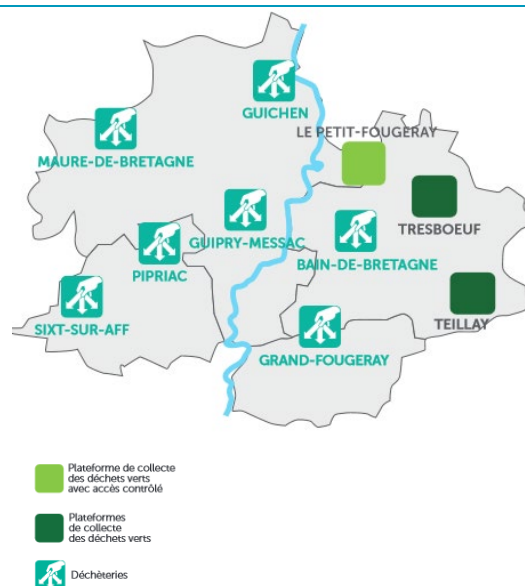 GUICHEN
LE PETIT-FOUGERAY
MAURE-DE-BRETAGNE
TRESBOEUF
GUIPRY-MESSAC
BAIN-DE-BRETAGNE
PIPRIAC
SIXT-SUR-AFF
TEILLAY
GRAND-FOUGERAY
Plateforme de collecte
des déchets verts
avec accès contrôlé
Plateformes
de collecte
des déchets verts
Déchèteries